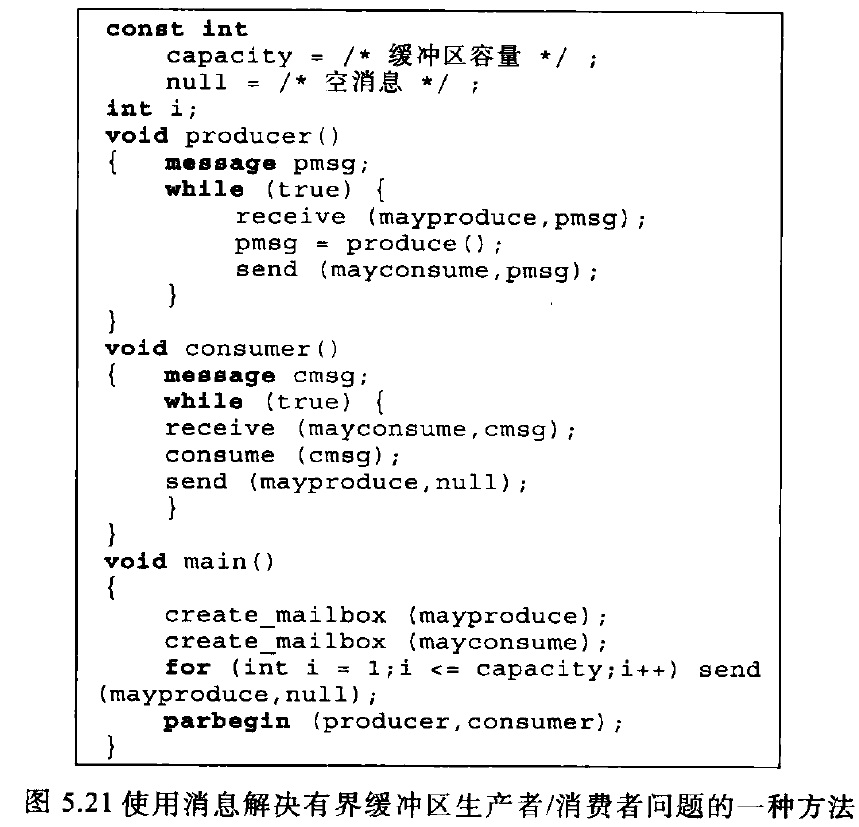 const int
capacity = /* 缓冲区容量 */ ;
null = /* 空消息 */ ;
int i;
void producer()
{ message pmsg;
while (true) {
receive (mayproduce,pmsg);
pmsg = produce();
send (mayconsume,pmsg);
}
}
void consumer()
{ message cmsg;
while (true) {
receive (mayconsume,cmsg);
consume (cmsg);
send (mayproduce,null);
}
}
void main()
{
create_mailbox (mayproduce);
create_mailbox (mayconsume);
for (int i = 1;i <= capacity;i++) send
(mayproduce,null);
parbegin (producer,consumer);
}
图 5.21 使用消息解决有界缓冲区生产者/消费者问题的一种方法